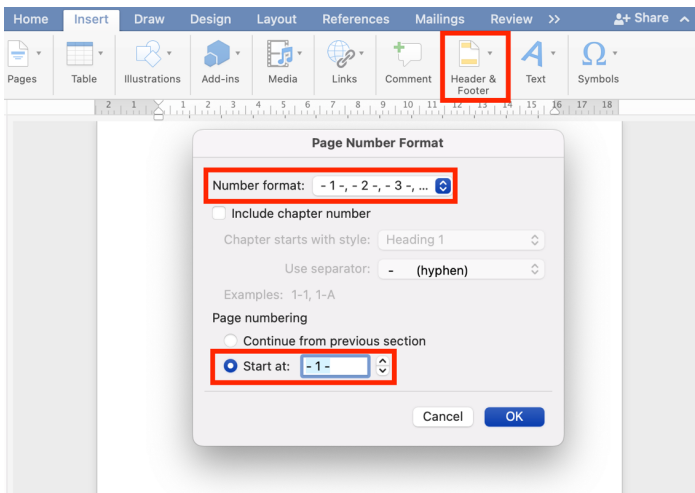 Home Insert Draw Design Layout References Mailings Review >> + Share
Pages Table Illustrations Add-ins Media Links Comment Header & Footer Text Symbols
2 1 1 2 3 4 5 6 7 8 9 10 11 12 13 14 15 16 17 18
Page Number Format
Number format: - 1 -, - 2 -, - 3 -, ...
Include chapter number
Chapter starts with style: Heading 1
Use separator: - (hyphen)
Examples: 1-1, 1-A
Page numbering
Continue from previous section
Start at: - 1 -
Cancel OK